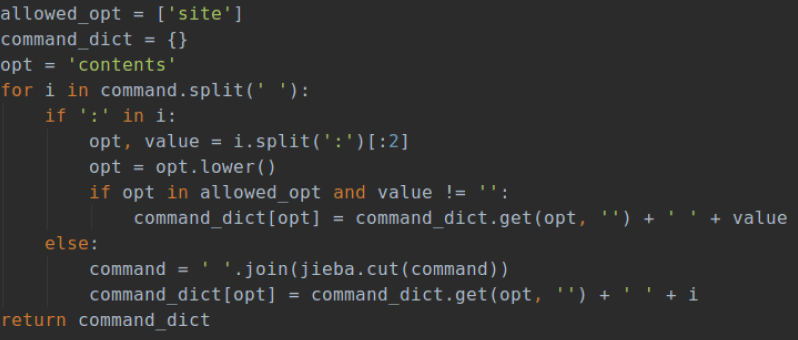 allowed_opt = ['site']
command_dict = {}
opt = 'contents'
for i in command.split(' '):
    if ':' in i:
        opt, value = i.split(':')[:2]
        opt = opt.lower()
        if opt in allowed_opt and value != '':
            command_dict[opt] = command_dict.get(opt, '') + ' ' + value
    else:
        command = ' '.join(jieba.cut(command))
        command_dict[opt] = command_dict.get(opt, '') + ' ' + i
return command_dict